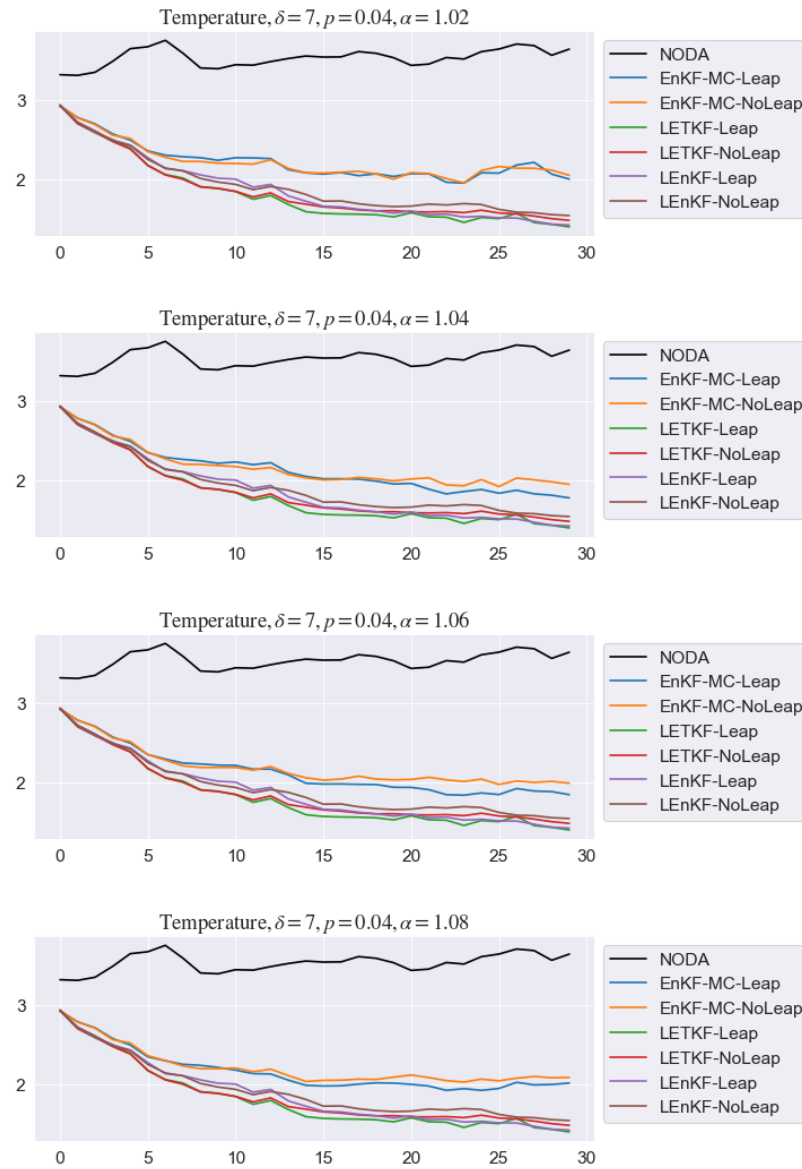 Temperature, δ = 7, p = 0.04, α = 1.02
3
2
0 5 10 15 20 25 30
NODA
EnKF-MC-Leap
EnKF-MC-NoLeap
LETKF-Leap
LETKF-NoLeap
LEnKF-Leap
LEnKF-NoLeap
Temperature, δ = 7, p = 0.04, α = 1.04
3
2
0 5 10 15 20 25 30
NODA
EnKF-MC-Leap
EnKF-MC-NoLeap
LETKF-Leap
LETKF-NoLeap
LEnKF-Leap
LEnKF-NoLeap
Temperature, δ = 7, p = 0.04, α = 1.06
3
2
0 5 10 15 20 25 30
NODA
EnKF-MC-Leap
EnKF-MC-NoLeap
LETKF-Leap
LETKF-NoLeap
LEnKF-Leap
LEnKF-NoLeap
Temperature, δ = 7, p = 0.04, α = 1.08
3
2
0 5 10 15 20 25 30
NODA
EnKF-MC-Leap
EnKF-MC-NoLeap
LETKF-Leap
LETKF-NoLeap
LEnKF-Leap
LEnKF-NoLeap